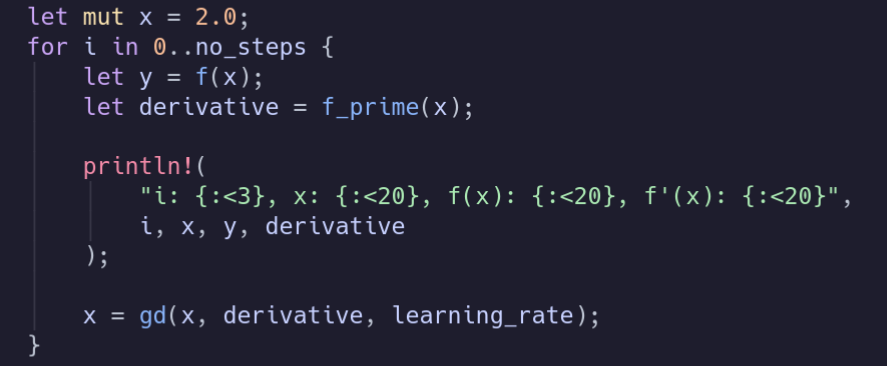 let mut x = 2.0;
for i in 0..no_steps {
    let y = f(x);
    let derivative = f_prime(x);

    println!(
        "i: {:<3}, x: {:<20}, f(x): {:<20}, f'(x): {:<20}",
        i, x, y, derivative
    );

    x = gd(x, derivative, learning_rate);
}